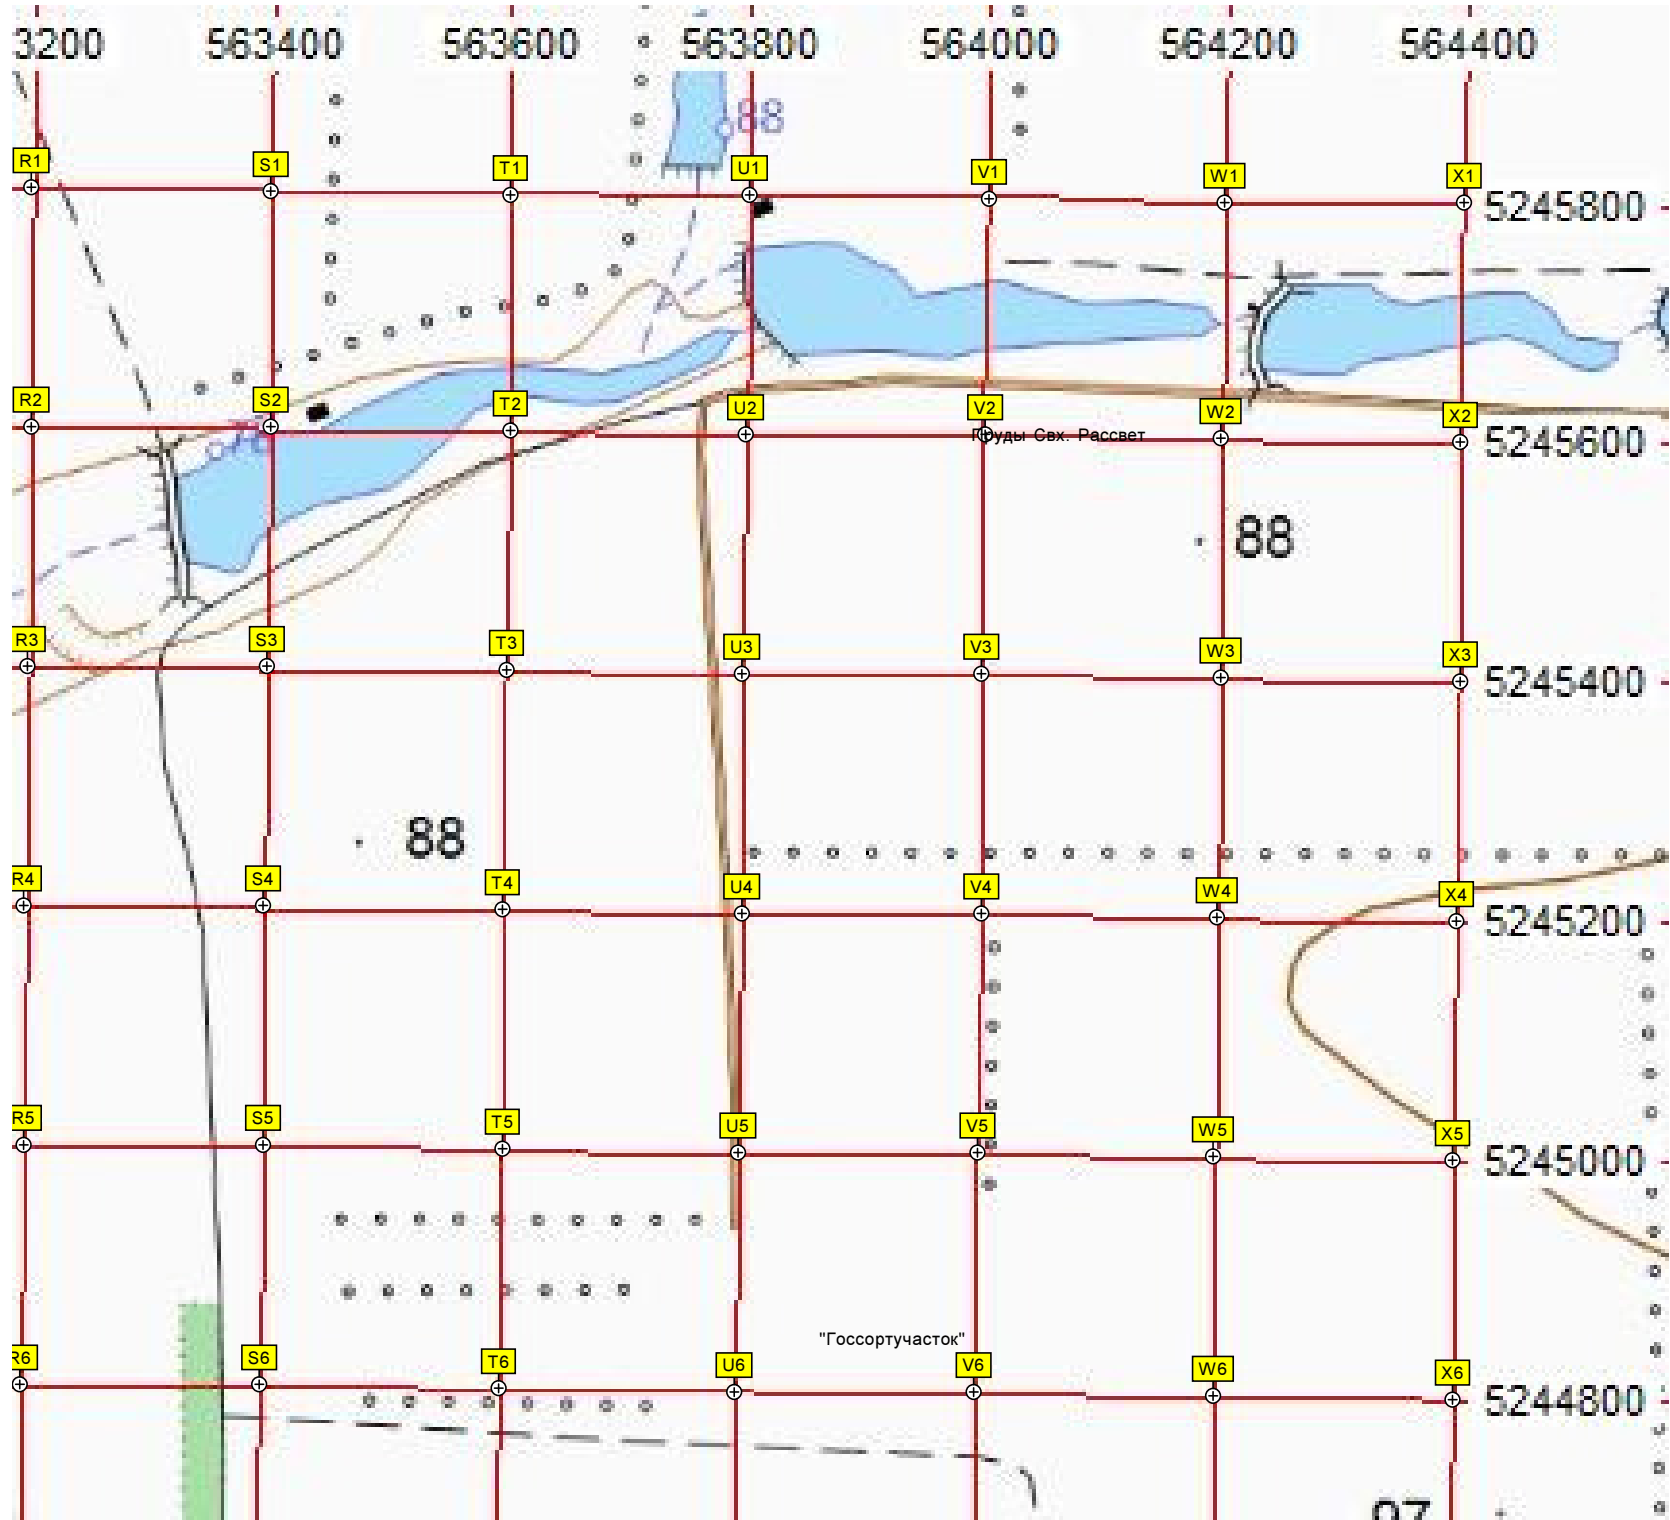 3200 563400 563600 563800 564000 564200 564400
88
R1 S1 T1 U1 V1 W1 X1
5245800
R2 S2 T2 U2 V2 W2 X2
Пруды Свх. Рассвет
5245600
88
R3 S3 T3 U3 V3 W3 X3
5245400
88
R4 S4 T4 U4 V4 W4 X4
5245200
R5 S5 T5 U5 V5 W5 X5
5245000
"Госсортучасток"
R6 S6 T6 U6 V6 W6 X6
5244800